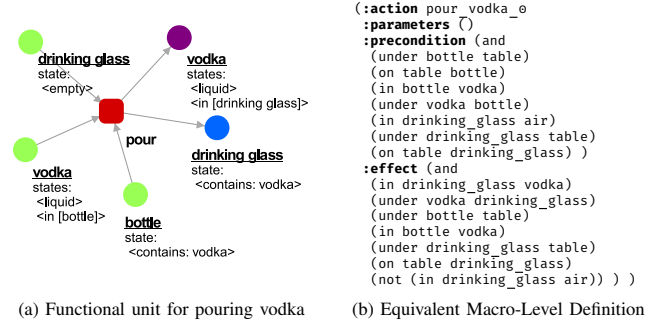 drinking glass
state:
<empty>
vodka
states:
<liquid>
<in [drinking glass]>
pour
drinking glass
state:
<contains: vodka>
vodka
states:
<liquid>
<in [bottle]>
bottle
state:
<contains: vodka>
(a) Functional unit for pouring vodka
(:action pour_vodka_0
:parameters ()
:precondition (and
(under bottle table)
(on table bottle)
(in bottle vodka)
(under vodka bottle)
(in drinking_glass air)
(under drinking_glass table)
(on table drinking_glass) )
:effect (and
(in drinking_glass vodka)
(under vodka drinking_glass)
(under bottle table)
(in bottle vodka)
(under drinking_glass table)
(on table drinking_glass)
(not (in drinking_glass air)) ) )
(b) Equivalent Macro-Level Definition